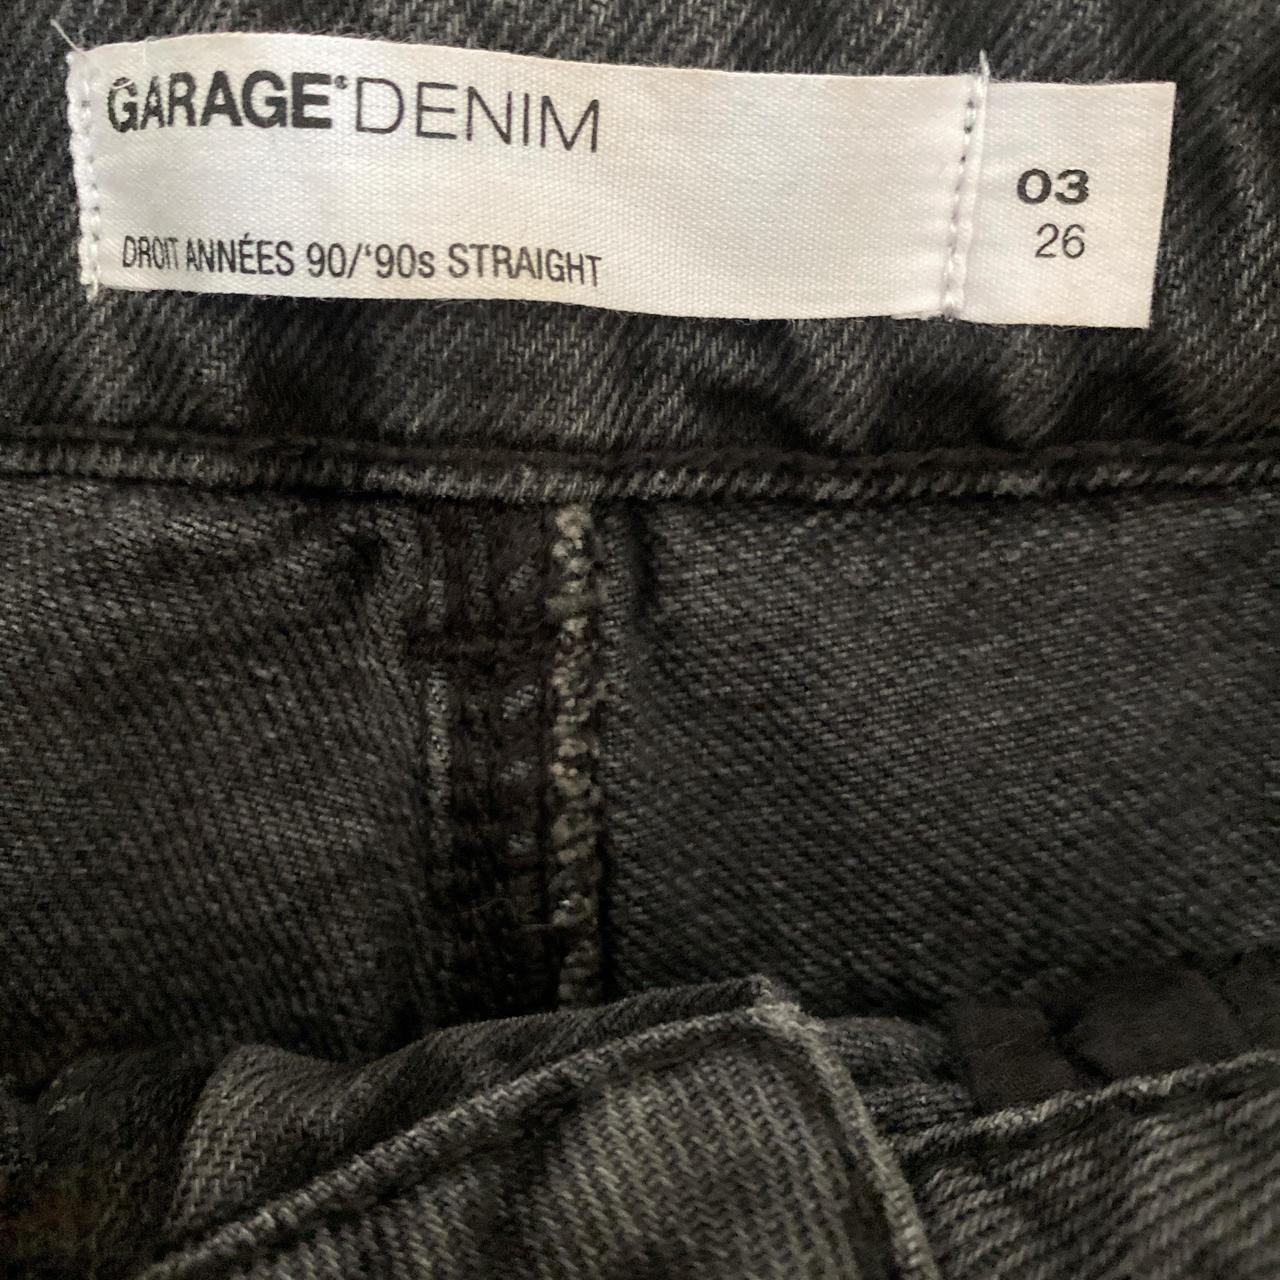 GARAGE® DENIM
DROIT ANNÉES 90/‘90s STRAIGHT
03
26